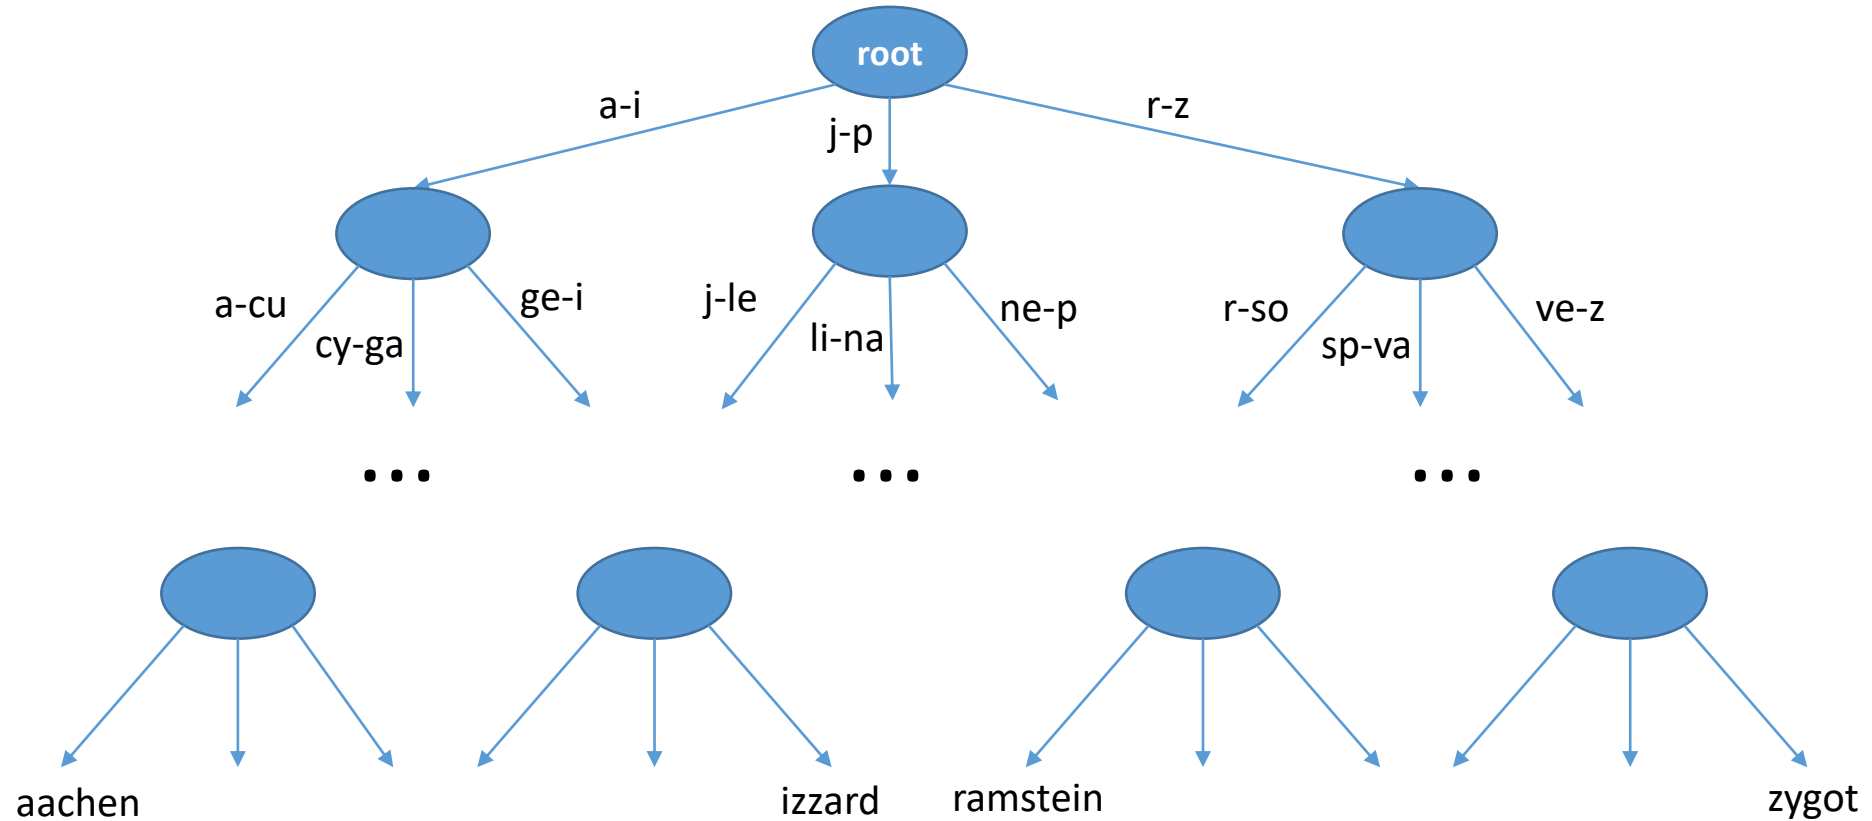 root
a-i
j-p
r-z
a-cu
cy-ga
ge-i
j-le
li-na
ne-p
r-so
sp-va
ve-z
...
...
...
aachen
izzard
ramstein
zygot